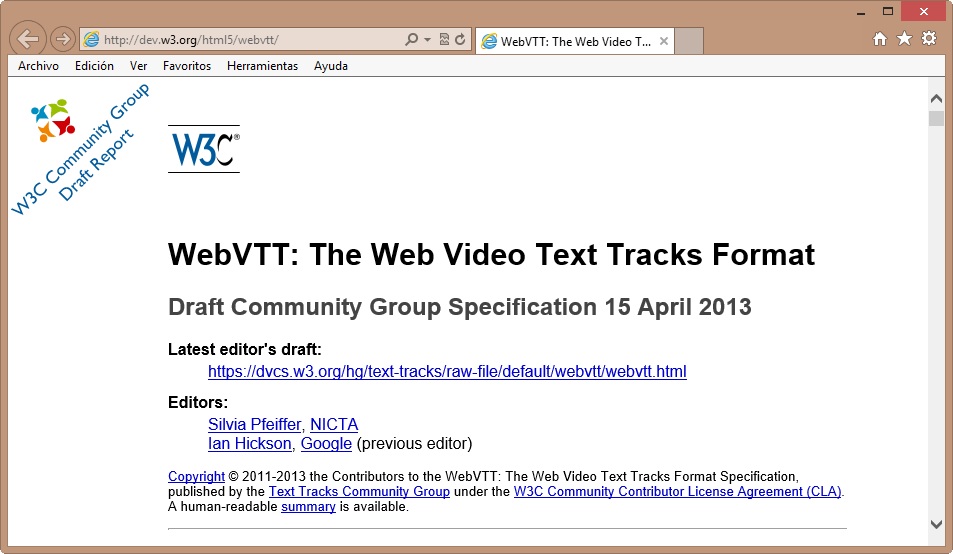 http://dev.w3.org/html5/webvtt/
WebVTT: The Web Video T...
Archivo Edición Ver Favoritos Herramientas Ayuda
W3C Community Group
Draft Report
W3C®
WebVTT: The Web Video Text Tracks Format
Draft Community Group Specification 15 April 2013
Latest editor's draft:
https://dvcs.w3.org/hg/text-tracks/raw-file/default/webvtt/webvtt.html
Editors:
Silvia Pfeiffer, NICTA
Ian Hickson, Google (previous editor)
Copyright © 2011-2013 the Contributors to the WebVTT: The Web Video Text Tracks Format Specification,
published by the Text Tracks Community Group under the W3C Community Contributor License Agreement (CLA).
A human-readable summary is available.